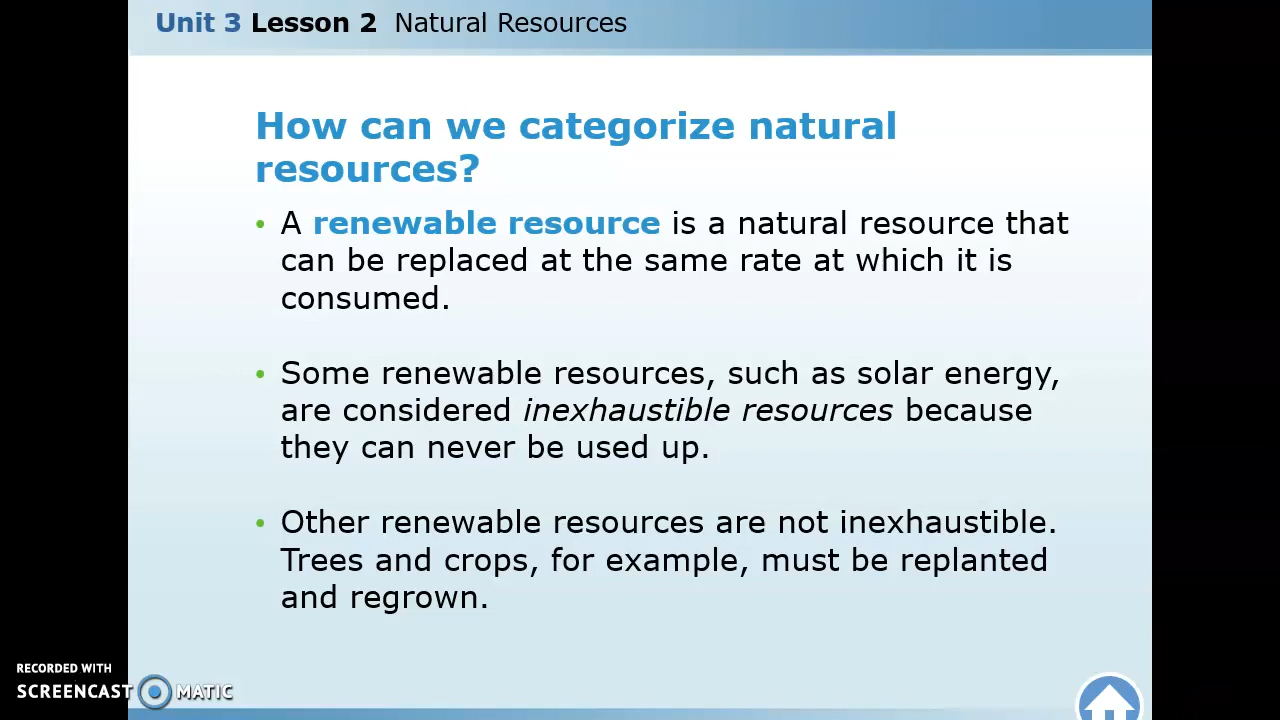 Unit 3 Lesson 2 Natural Resources
How can we categorize natural
resources?
• A renewable resource is a natural resource that
can be replaced at the same rate at which it is
consumed.
• Some renewable resources, such as solar energy,
are considered inexhaustible resources because
they can never be used up.
• Other renewable resources are not inexhaustible.
Trees and crops, for example, must be replanted
and regrown.
RECORDED WITH
SCREENCAST MATIC